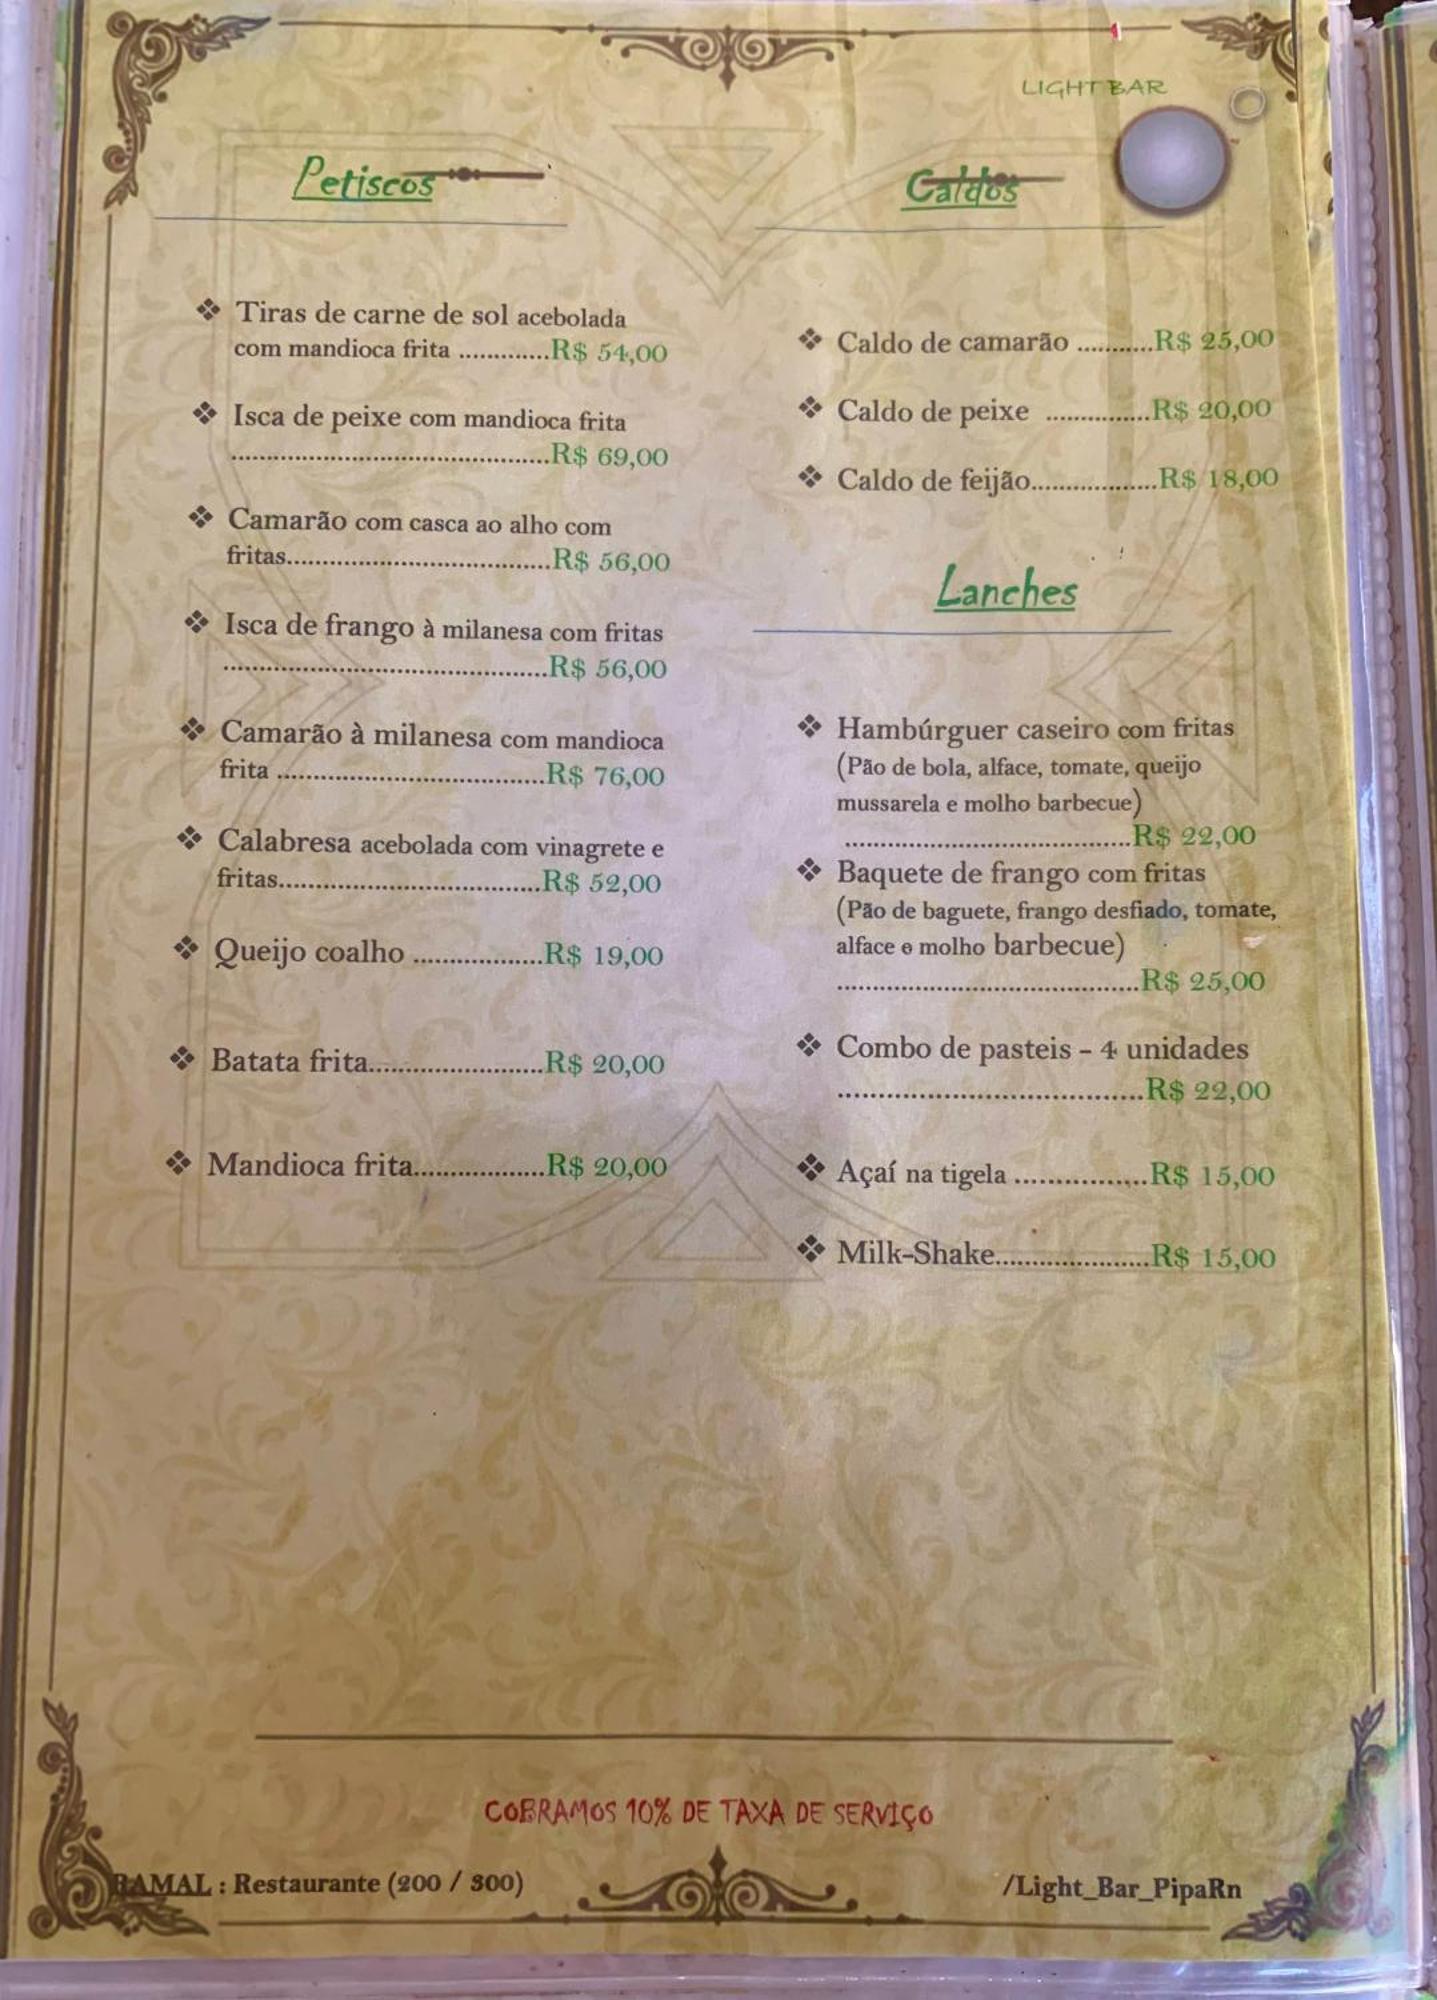 LIGHT BAR
Petiscos
Tiras de carne de sol acebolada
com mandioca frita .............R$ 54,00
Isca de peixe com mandioca frita
.............................................R$ 69,00
Camarão com casca ao alho com
fritas.....................................R$ 56,00
Isca de frango à milanesa com fritas
.............................................R$ 56,00
Camarão à milanesa com mandioca
frita .....................................R$ 76,00
Calabresa acebolada com vinagrete e
fritas.....................................R$ 52,00
Queijo coalho ..................R$ 19,00
Batata frita........................R$ 20,00
Mandioca frita..................R$ 20,00
Caldos
Caldo de camarão ...........R$ 25,00
Caldo de peixe ...............R$ 20,00
Caldo de feijão..................R$ 18,00
Lanches
Hambúrguer caseiro com fritas
(Pão de bola, alface, tomate, queijo
mussarela e molho barbecue)
.........................................R$ 22,00
Baquete de frango com fritas
(Pão de baguete, frango desfiado, tomate,
alface e molho barbecue)
...........................................R$ 25,00
Combo de pasteis – 4 unidades
...........................................R$ 22,00
Açaí na tigela ...................R$ 15,00
Milk-Shake......................R$ 15,00
COBRAMOS 10% DE TAXA DE SERVIÇO
RAMAL : Restaurante (200 / 300)
/Light_Bar_PipaRn